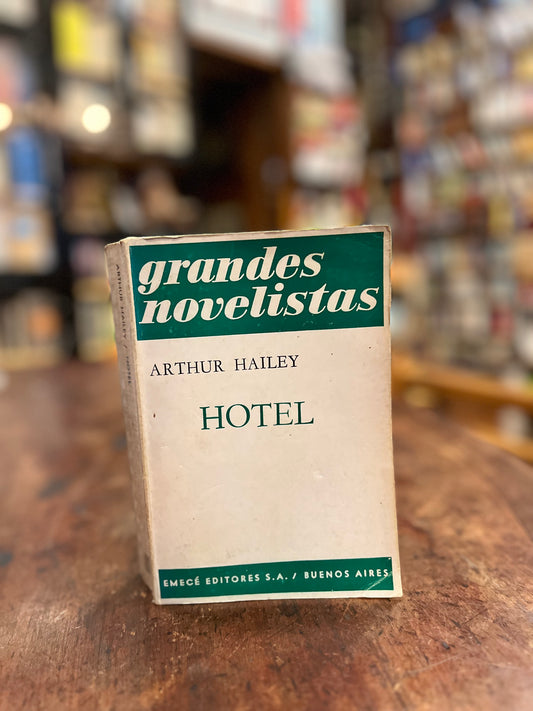 grandes
novelistas
ARTHUR HAILEY
HOTEL
EMECÉ EDITORES S.A. / BUENOS AIRES
ARTHUR HAILEY / HOTEL